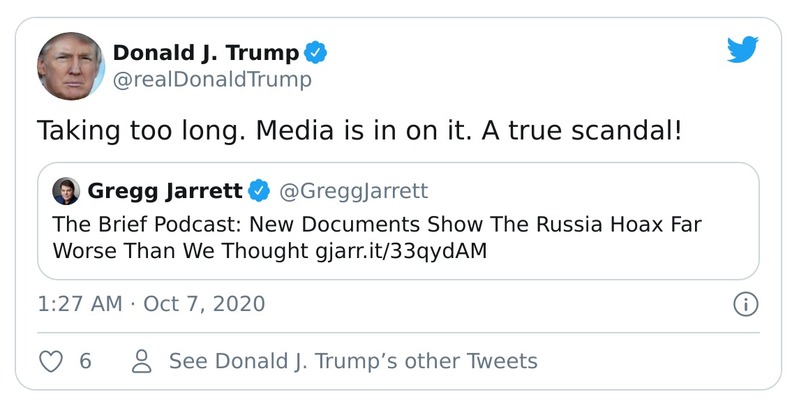 Donald J. Trump
@realDonaldTrump
Taking too long. Media is in on it. A true scandal!
Gregg Jarrett @GreggJarrett
The Brief Podcast: New Documents Show The Russia Hoax Far
Worse Than We Thought gjarr.it/33qydAM
1:27 AM · Oct 7, 2020
6 See Donald J. Trump’s other Tweets